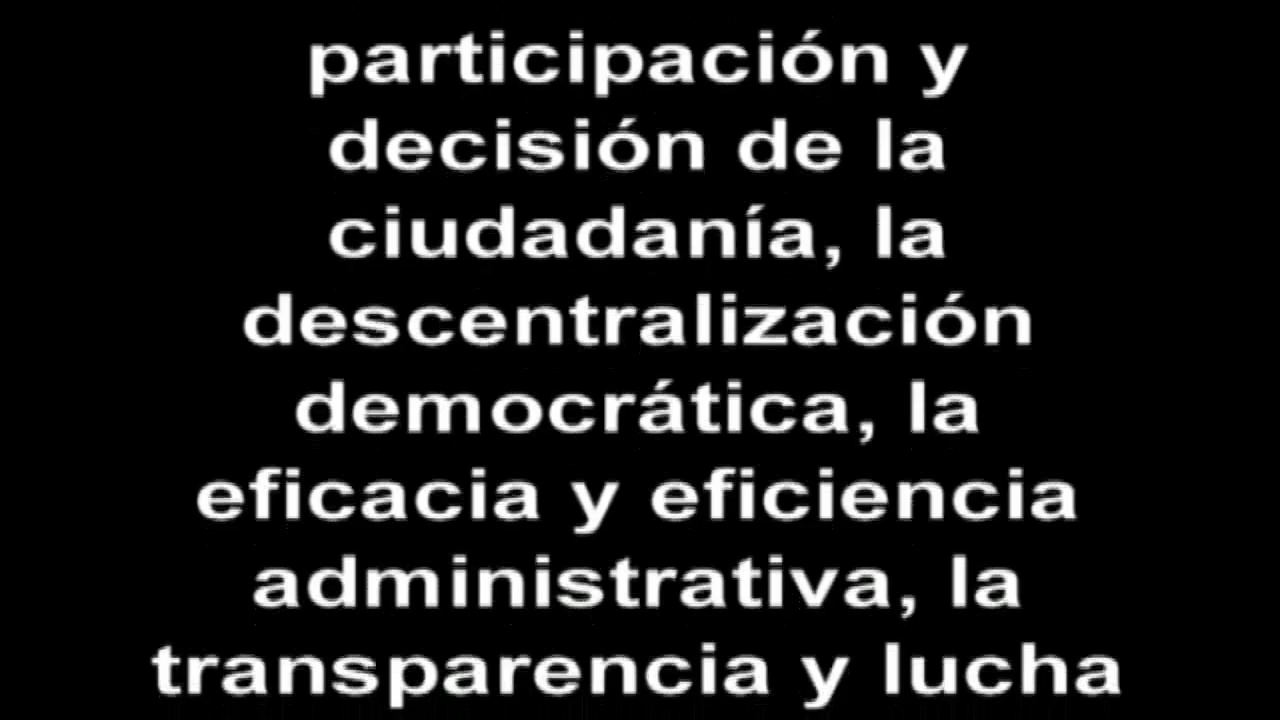 participación y
decisión de la
ciudadanía, la
descentralización
democrática, la
eficacia y eficiencia
administrativa, la
transparencia y lucha